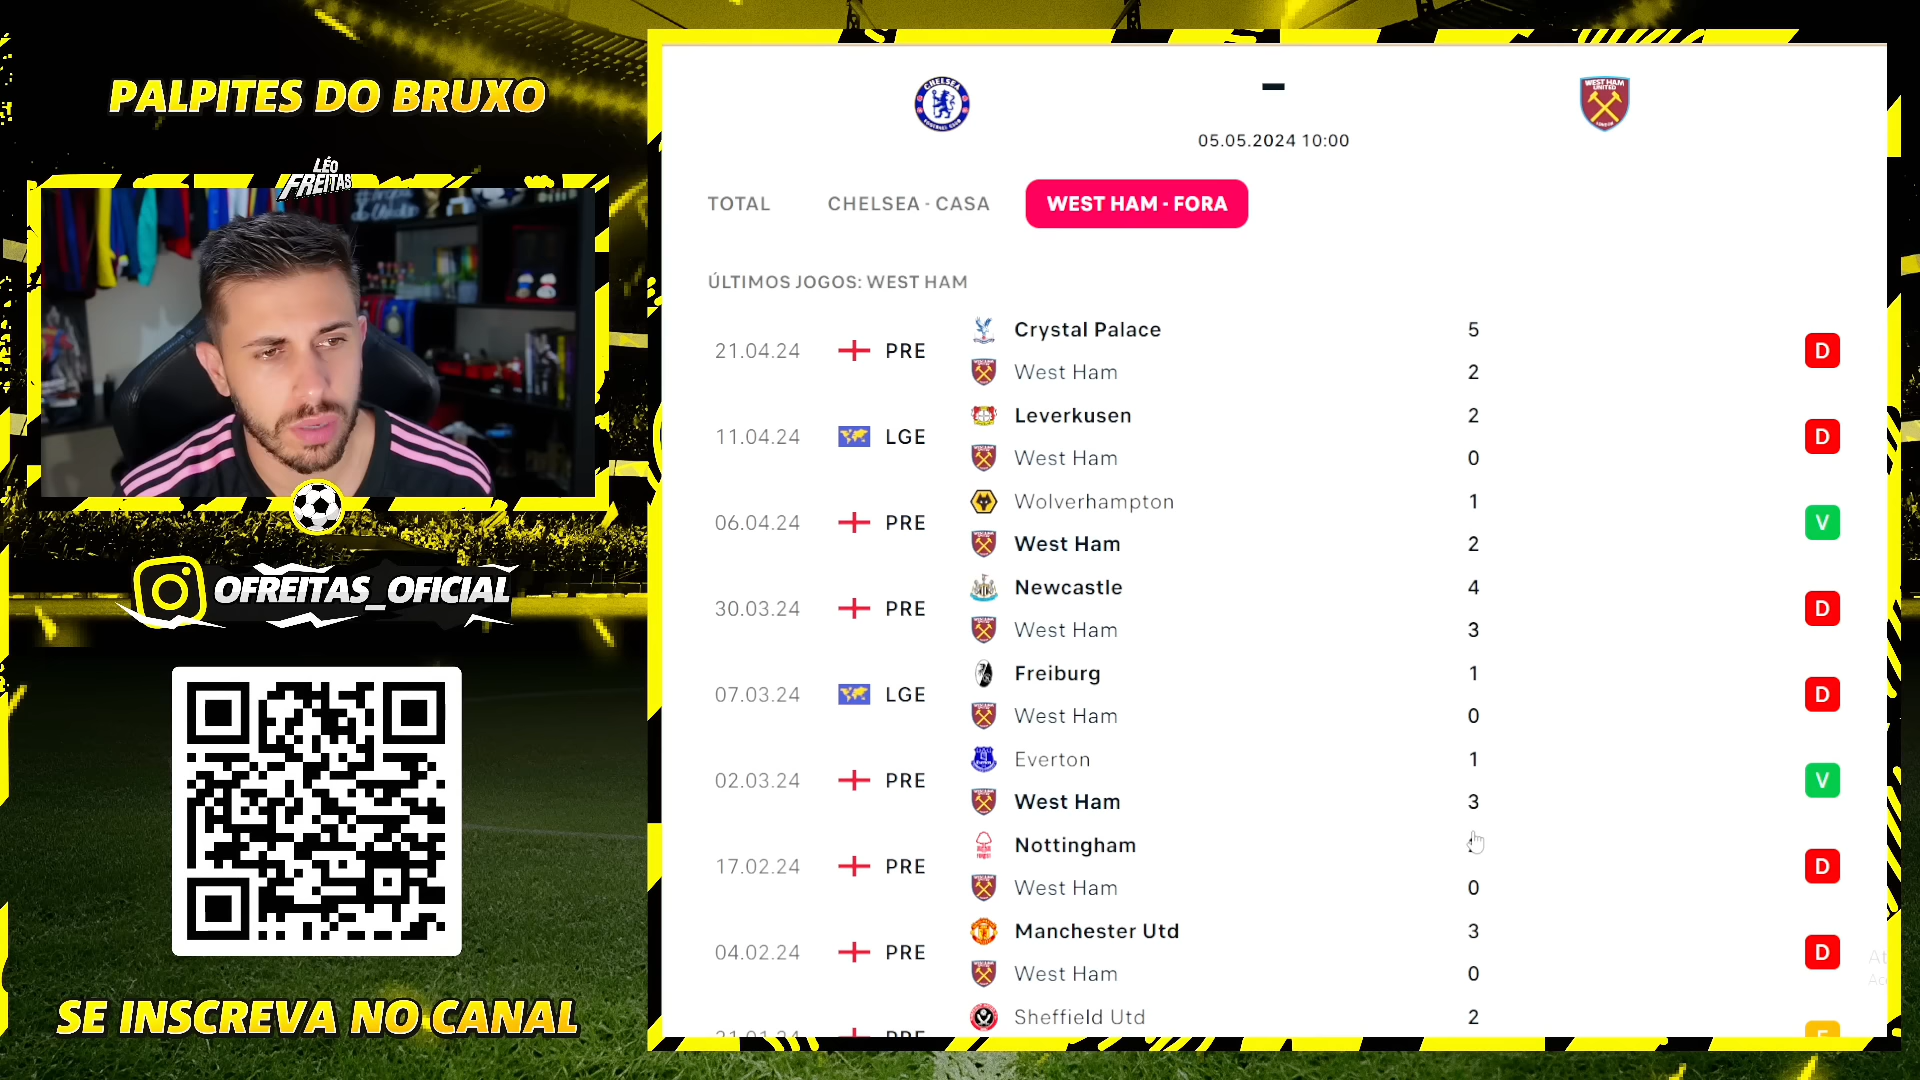 PALPITES DO BRUXO
LÉO
FREITAS
OFREITAS_OFICIAL
SE INSCREVA NO CANAL
CHELSEA
WEST HAM
UNITED
05.05.2024 10:00
TOTAL
CHELSEA - CASA
WEST HAM - FORA
ÚLTIMOS JOGOS: WEST HAM
21.04.24 PRE Crystal Palace 5 D
West Ham 2
11.04.24 LGE Leverkusen 2 D
West Ham 0
06.04.24 PRE Wolverhampton 1 V
West Ham 2
30.03.24 PRE Newcastle 4 D
West Ham 3
07.03.24 LGE Freiburg 1 D
West Ham 0
02.03.24 PRE Everton 1 V
West Ham 3
17.02.24 PRE Nottingham D
West Ham 0
04.02.24 PRE Manchester Utd 3 D
West Ham 0
Sheffield Utd 2
PRE